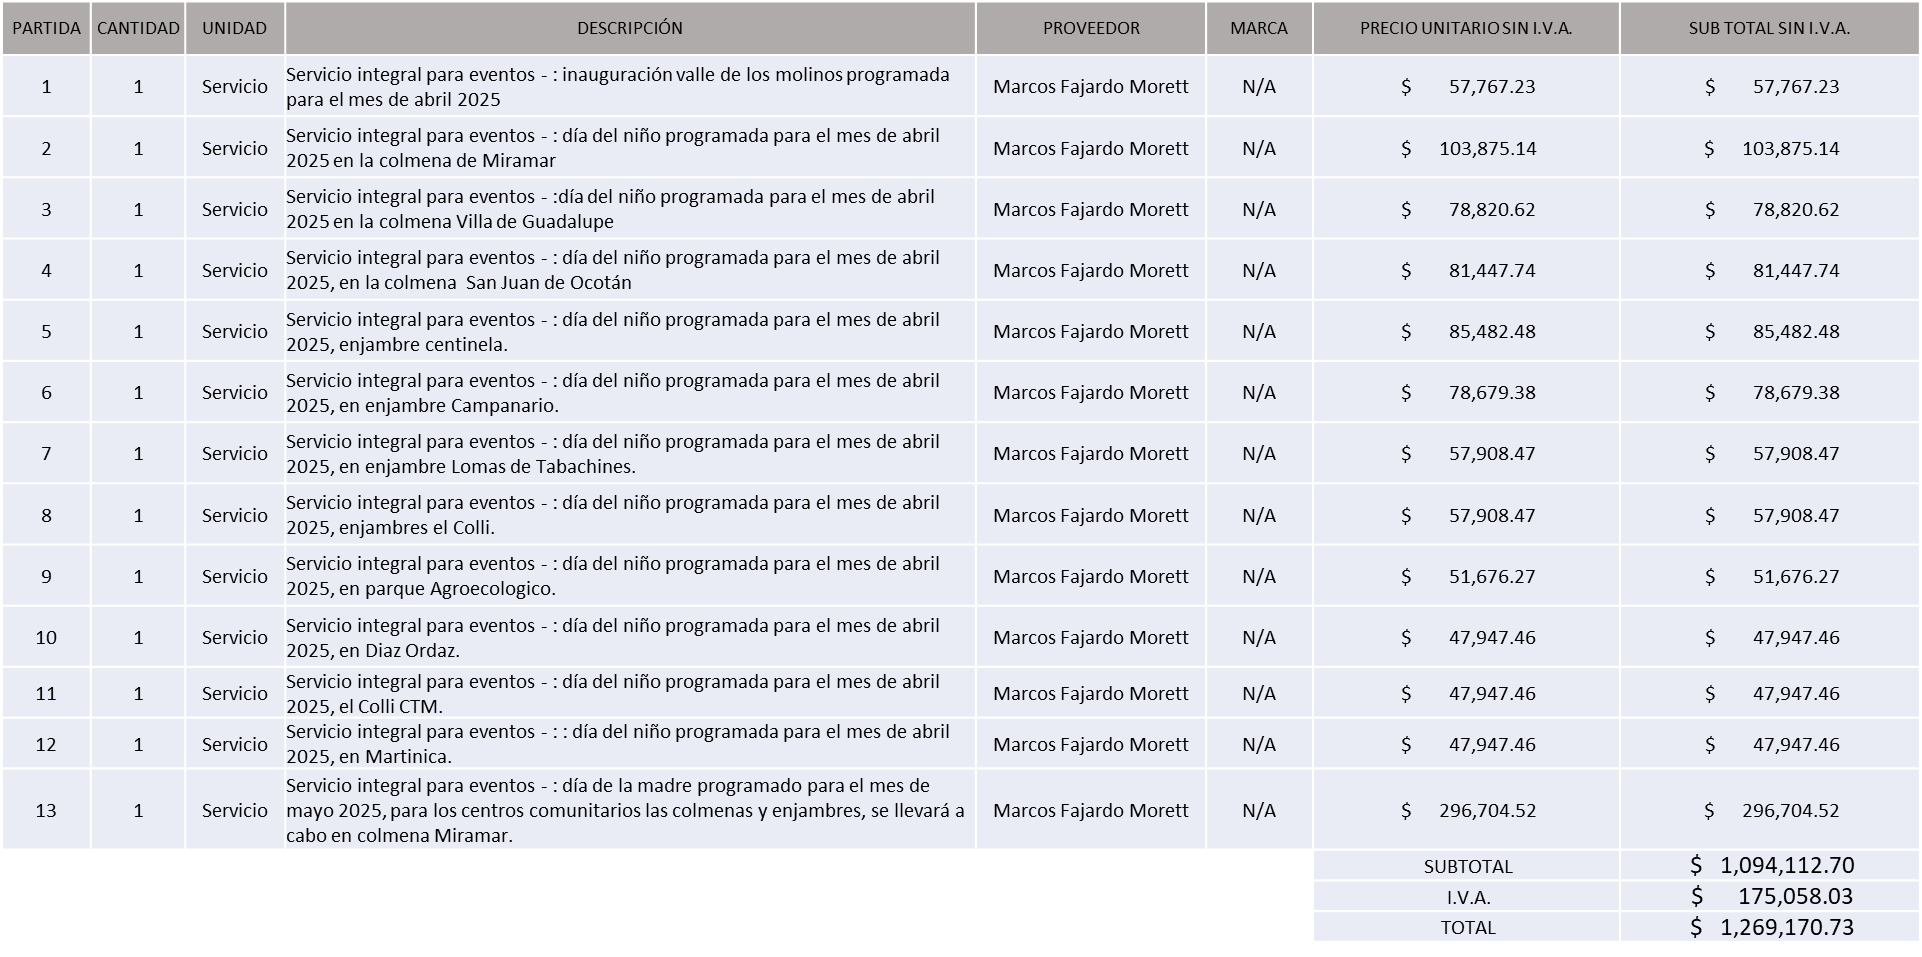 PARTIDA CANTIDAD UNIDAD DESCRIPCIÓN PROVEEDOR MARCA PRECIO UNITARIO SIN I.V.A. SUB TOTAL SIN I.V.A.
1 1 Servicio Servicio integral para eventos - : inauguración valle de los molinos programada
para el mes de abril 2025 Marcos Fajardo Morett N/A $ 57,767.23 $ 57,767.23
2 1 Servicio Servicio integral para eventos - : día del niño programada para el mes de abril
2025 en la colmena de Miramar Marcos Fajardo Morett N/A $ 103,875.14 $ 103,875.14
3 1 Servicio Servicio integral para eventos - :día del niño programada para el mes de abril
2025 en la colmena Villa de Guadalupe Marcos Fajardo Morett N/A $ 78,820.62 $ 78,820.62
4 1 Servicio Servicio integral para eventos - : día del niño programada para el mes de abril
2025, en la colmena San Juan de Ocotán Marcos Fajardo Morett N/A $ 81,447.74 $ 81,447.74
5 1 Servicio Servicio integral para eventos - : día del niño programada para el mes de abril
2025, enjambre centinela. Marcos Fajardo Morett N/A $ 85,482.48 $ 85,482.48
6 1 Servicio Servicio integral para eventos - : día del niño programada para el mes de abril
2025, en enjambre Campanario. Marcos Fajardo Morett N/A $ 78,679.38 $ 78,679.38
7 1 Servicio Servicio integral para eventos - : día del niño programada para el mes de abril
2025, en enjambre Lomas de Tabachines. Marcos Fajardo Morett N/A $ 57,908.47 $ 57,908.47
8 1 Servicio Servicio integral para eventos - : día del niño programada para el mes de abril
2025, enjambres el Colli. Marcos Fajardo Morett N/A $ 57,908.47 $ 57,908.47
9 1 Servicio Servicio integral para eventos - : día del niño programada para el mes de abril
2025, en parque Agroecologico. Marcos Fajardo Morett N/A $ 51,676.27 $ 51,676.27
10 1 Servicio Servicio integral para eventos - : día del niño programada para el mes de abril
2025, en Diaz Ordaz. Marcos Fajardo Morett N/A $ 47,947.46 $ 47,947.46
11 1 Servicio Servicio integral para eventos - : día del niño programada para el mes de abril
2025, el Colli CTM. Marcos Fajardo Morett N/A $ 47,947.46 $ 47,947.46
12 1 Servicio Servicio integral para eventos - : : día del niño programada para el mes de abril
2025, en Martinica. Marcos Fajardo Morett N/A $ 47,947.46 $ 47,947.46
13 1 Servicio Servicio integral para eventos - : día de la madre programado para el mes de
mayo 2025, para los centros comunitarios las colmenas y enjambres, se llevará a
cabo en colmena Miramar. Marcos Fajardo Morett N/A $ 296,704.52 $ 296,704.52
SUBTOTAL $ 1,094,112.70
I.V.A. $ 175,058.03
TOTAL $ 1,269,170.73